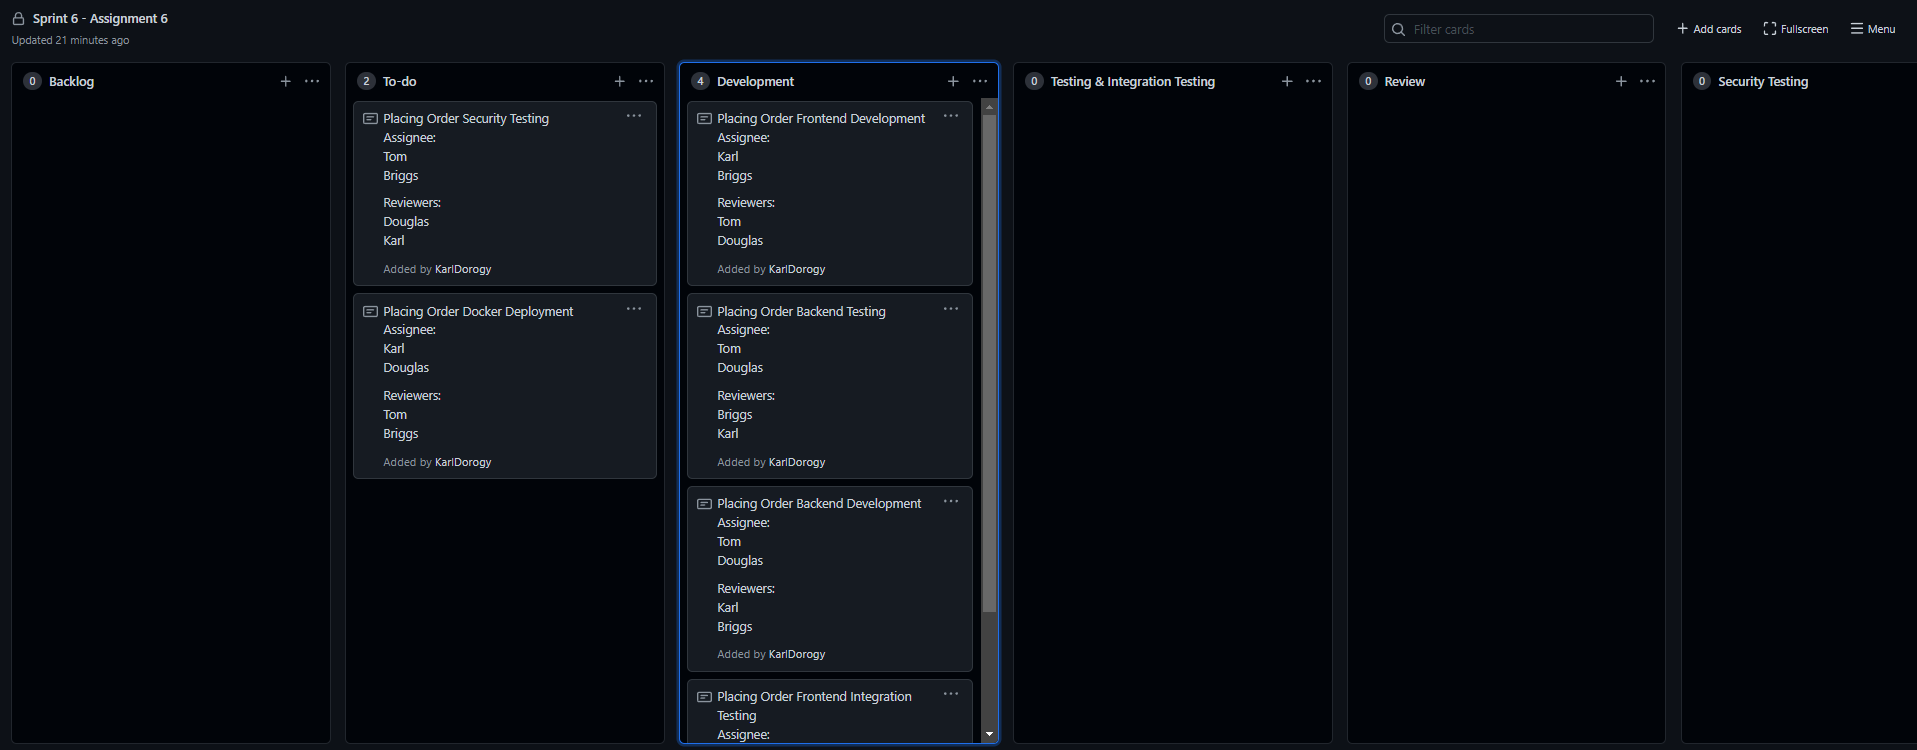 Sprint 6 - Assignment 6
Updated 21 minutes ago
Filter cards
Add cards
Fullscreen
Menu
0 Backlog
2 To-do
Placing Order Security Testing
Assignee:
Tom
Briggs
Reviewers:
Douglas
Karl
Added by KarlDorogy
Placing Order Docker Deployment
Assignee:
Karl
Douglas
Reviewers:
Tom
Briggs
Added by KarlDorogy
4 Development
Placing Order Frontend Development
Assignee:
Karl
Briggs
Reviewers:
Tom
Douglas
Added by KarlDorogy
Placing Order Backend Testing
Assignee:
Tom
Douglas
Reviewers:
Briggs
Karl
Added by KarlDorogy
Placing Order Backend Development
Assignee:
Tom
Douglas
Reviewers:
Karl
Briggs
Added by KarlDorogy
Placing Order Frontend Integration
Testing
Assignee:
0 Testing & Integration Testing
0 Review
0 Security Testing